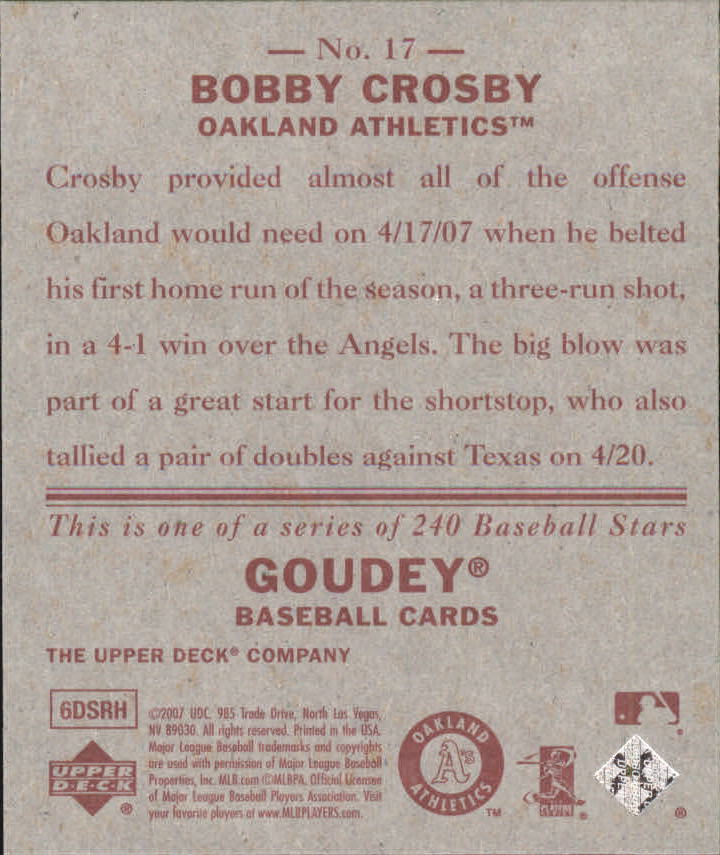 — No. 17 —
BOBBY CROSBY
OAKLAND ATHLETICS™
Crosby provided almost all of the offense
Oakland would need on 4/17/07 when he belted
his first home run of the season, a three-run shot,
in a 4-1 win over the Angels. The big blow was
part of a great start for the shortstop, who also
tallied a pair of doubles against Texas on 4/20.
This is one of a series of 240 Baseball Stars
GOUDEY®
BASEBALL CARDS
THE UPPER DECK® COMPANY
6DSRH
©2007 UDC. 985 Trade Drive, North Las Vegas,
NV 89030. All rights reserved. Printed in the USA.
Major League Baseball trademarks and copyrights
are used with permission of Major League Baseball
Properties, Inc. MLB.com ©MLBPA. Official Licensee
of Major League Baseball Players Association. Visit
your favorite players at www.MLBPLAYERS.com.
UPPER
D·E·C·K
®
OAKLAND
A's
ATHLETICS
™
PLAYERS
®
®
®